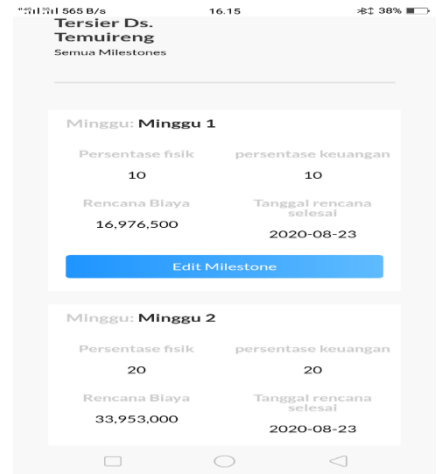 565 B/s 16.15 38%
Tersier Ds.
Temuireng
Semua Milestones
Minggu: Minggu 1
Persentase fisik persentase keuangan
10 10
Rencana Biaya Tanggal rencana selesai
16,976,500 2020-08-23
Edit Milestone
Minggu: Minggu 2
Persentase fisik persentase keuangan
20 20
Rencana Biaya Tanggal rencana selesai
33,953,000 2020-08-23